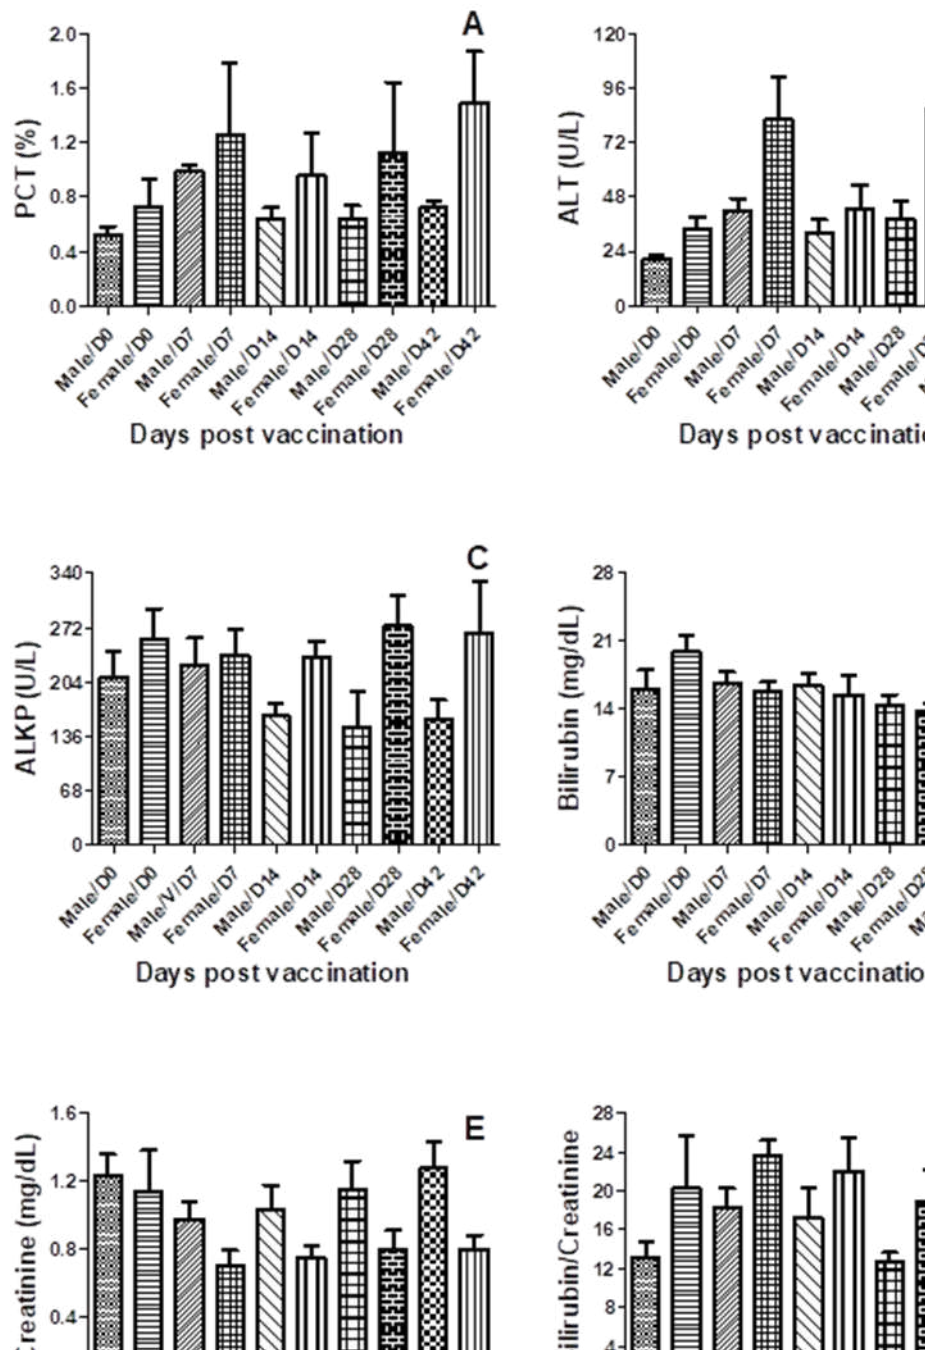 A
2.0
1.6
1.2
0.8
0.4
0.0
PCT (%)
Male/D0
Female/D0
Male/D7
Female/D7
Male/D14
Female/D14
Male/D28
Female/D28
Male/D42
Female/D42
Days post vaccination
120
96
72
48
24
0
ALT (U/L)
Male/D0
Female/D0
Male/D7
Female/D7
Male/D14
Female/D14
Male/D28
Days post vaccinati
C
340
272
204
136
68
0
ALKP (U/L)
Male/D0
Female/D0
Male/V/D7
Female/D7
Male/D14
Female/D14
Male/D28
Female/D28
Male/D42
Female/D42
Days post vaccination
28
21
14
7
0
Bilirubin (mg/dL)
Male/D0
Female/D0
Male/D7
Female/D7
Male/D14
Female/D14
Male/D28
Female/D28
Days post vaccinatio
E
1.6
1.2
0.8
0.4
reatinine (mg/dL)
28
24
20
16
12
8
4
ilirubin/Creatinine